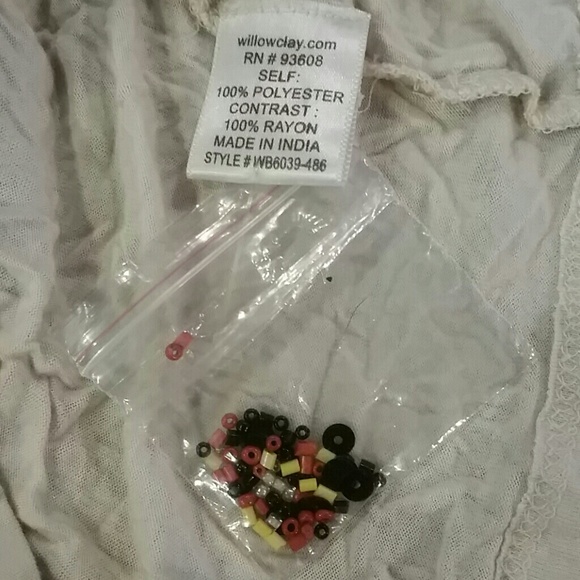 willowclay.com
RN # 93608
SELF:
100% POLYESTER
CONTRAST :
100% RAYON
MADE IN INDIA
STYLE # WB6039-486